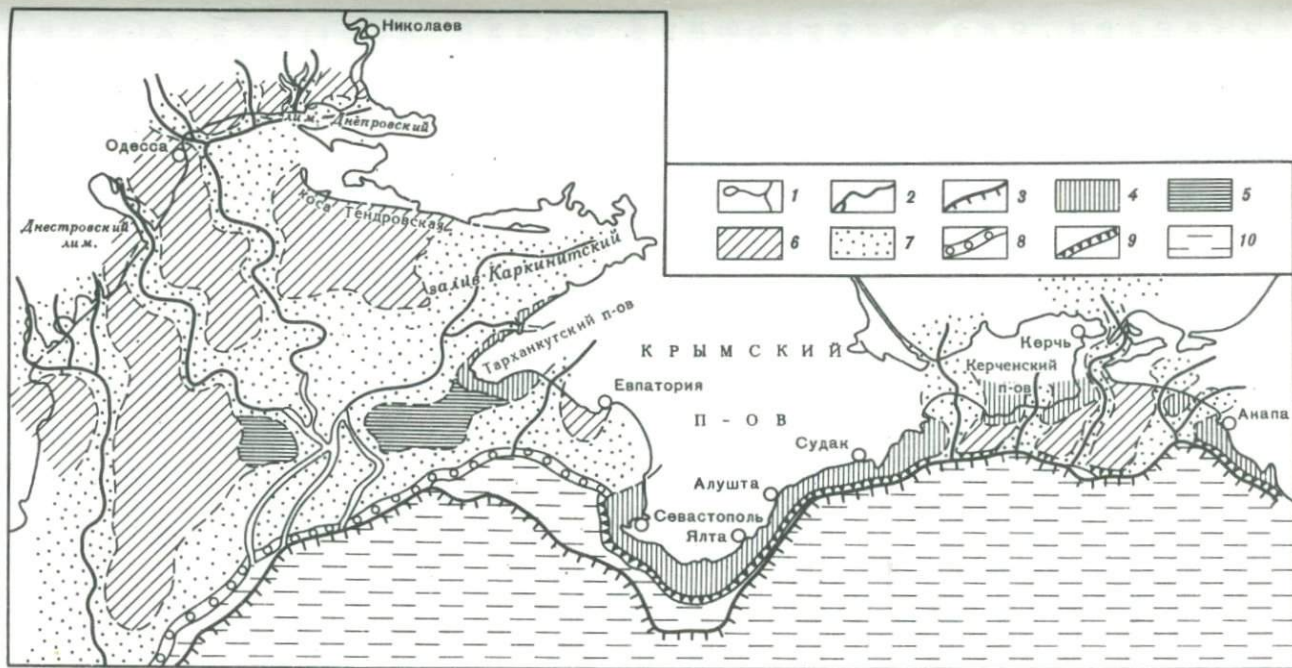 Николаев
лим. Днепровский
Одесса
коса Тендровская
Днестровский
лим.
залив Каркинитский
Тарханкутский п-ов
Евпатория
КРЫМСКИЙ
П-ОВ
Севастополь
Ялта
Алушта
Судак
Керчь
Керченский
п-ов
Анапа
1 2 3 4 5
6 7 8 9 10